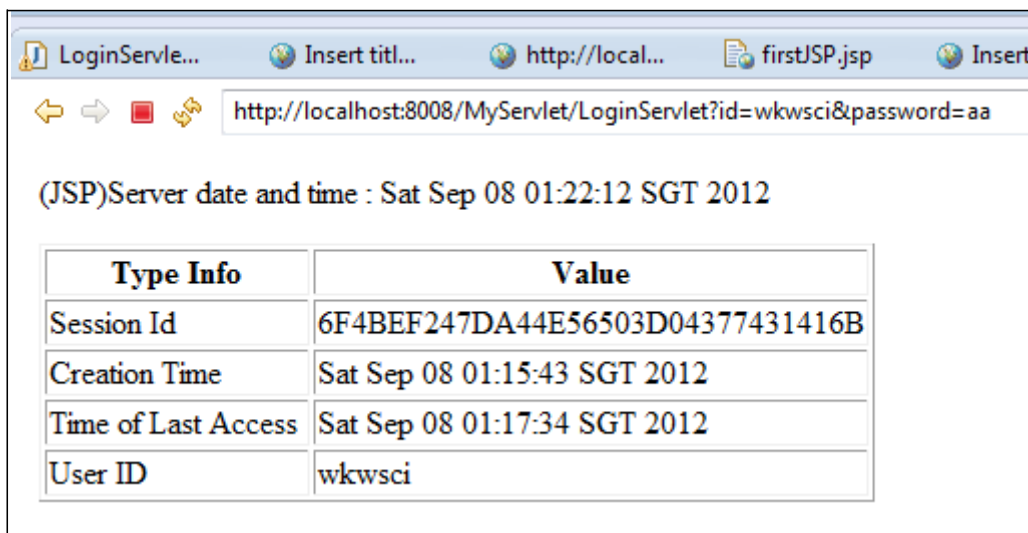 LoginServle... Insert titl... http://local... firstJSP.jsp Insert
http://localhost:8008/MyServlet/LoginServlet?id=wkwsci&password=aa
(JSP)Server date and time : Sat Sep 08 01:22:12 SGT 2012
Type Info Value
Session Id 6F4BEF247DA44E56503D04377431416B
Creation Time Sat Sep 08 01:15:43 SGT 2012
Time of Last Access Sat Sep 08 01:17:34 SGT 2012
User ID wkwsci